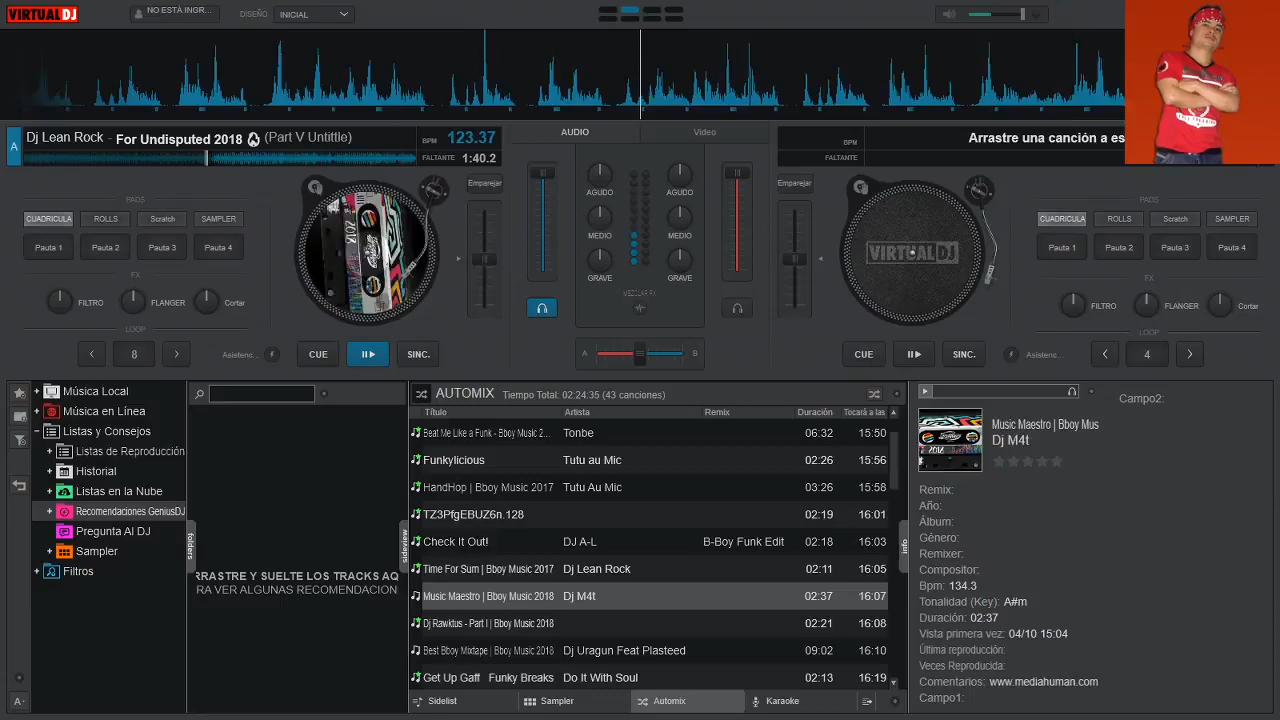 VIRTUAL DJ
NO ESTÁ INGR...
DISEÑO
INICIAL
A
Dj Lean Rock - For Undisputed 2018 (Part V Untittle)
BPM 123.37
FALTANTE 1:40.2
AUDIO
Video
BPM
FALTANTE
Arrastre una canción a es
PADS
CUADRICULA ROLLS Scratch SAMPLER
Pauta 1 Pauta 2 Pauta 3 Pauta 4
FX
FILTRO FLANGER Cortar
LOOP
8
Asistenc...
CUE
SINC.
Emparejar
2018
AGUDO
AGUDO
MEDIO
MEDIO
GRAVE
GRAVE
MEZCLAR FX
A
B
Emparejar
VIRTUAL DJ
PADS
CUADRICULA ROLLS Scratch SAMPLER
Pauta 1 Pauta 2 Pauta 3 Pauta 4
FX
FILTRO FLANGER Cortar
LOOP
CUE
SINC.
Asistenc...
4
Música Local
Música en Línea
Listas y Consejos
Listas de Reproducción
Historial
Listas en la Nube
Recomendaciones GeniusDJ
Pregunta Al DJ
Sampler
Filtros
A
folders
RRASTRE Y SUELTE LOS TRACKS AQ
RA VER ALGUNAS RECOMENDACION
sideview
AUTOMIX Tiempo Total: 02:24:35 (43 canciones)
Título Artista Remix Duración Tocará a las
Beat Me Like a Funk - Bboy Music 2... Tonbe 06:32 15:50
Funkylicious Tutu au Mic 02:26 15:56
HandHop | Bboy Music 2017 Tutu Au Mic 03:26 15:58
TZ3PfgEBUZ6n.128 02:19 16:01
Check It Out! DJ A-L B-Boy Funk Edit 02:18 16:03
Time For Sum | Bboy Music 2017 Dj Lean Rock 02:11 16:05
Music Maestro | Bboy Music 2018 Dj M4t 02:37 16:07
Dj Rawktus - Part I | Bboy Music 2018 02:21 16:08
Best Bboy Mixtape | Bboy Music 2018 Dj Uragun Feat Plasteed 09:02 16:10
Get Up Gaff Funky Breaks Do It With Soul 02:13 16:19
Sidelist Sampler Automix Karaoke
info
Music Maestro | Bboy Mus
Dj M4t
Campo2:
Remix:
Año:
Álbum:
Género:
Remixer:
Compositor:
Bpm: 134.3
Tonalidad (Key): A#m
Duración: 02:37
Vista primera vez: 04/10 15:04
Última reproducción:
Veces Reproducida:
Comentarios: www.mediahuman.com
Campo1: